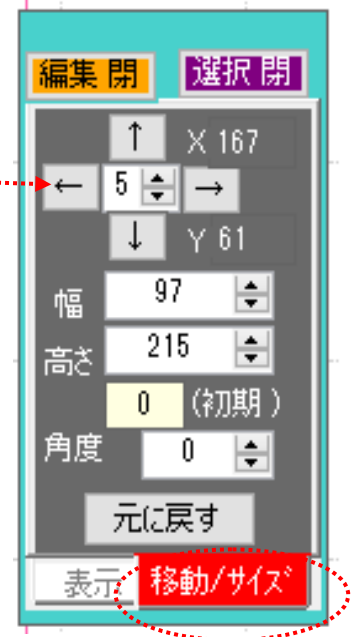 編集 閉 選択 閉
↑ X 167
← 5 →
↓ Y 61
幅 97
高さ 215
0 (初期)
角度 0
元に戻す
表示 移動/サイズ